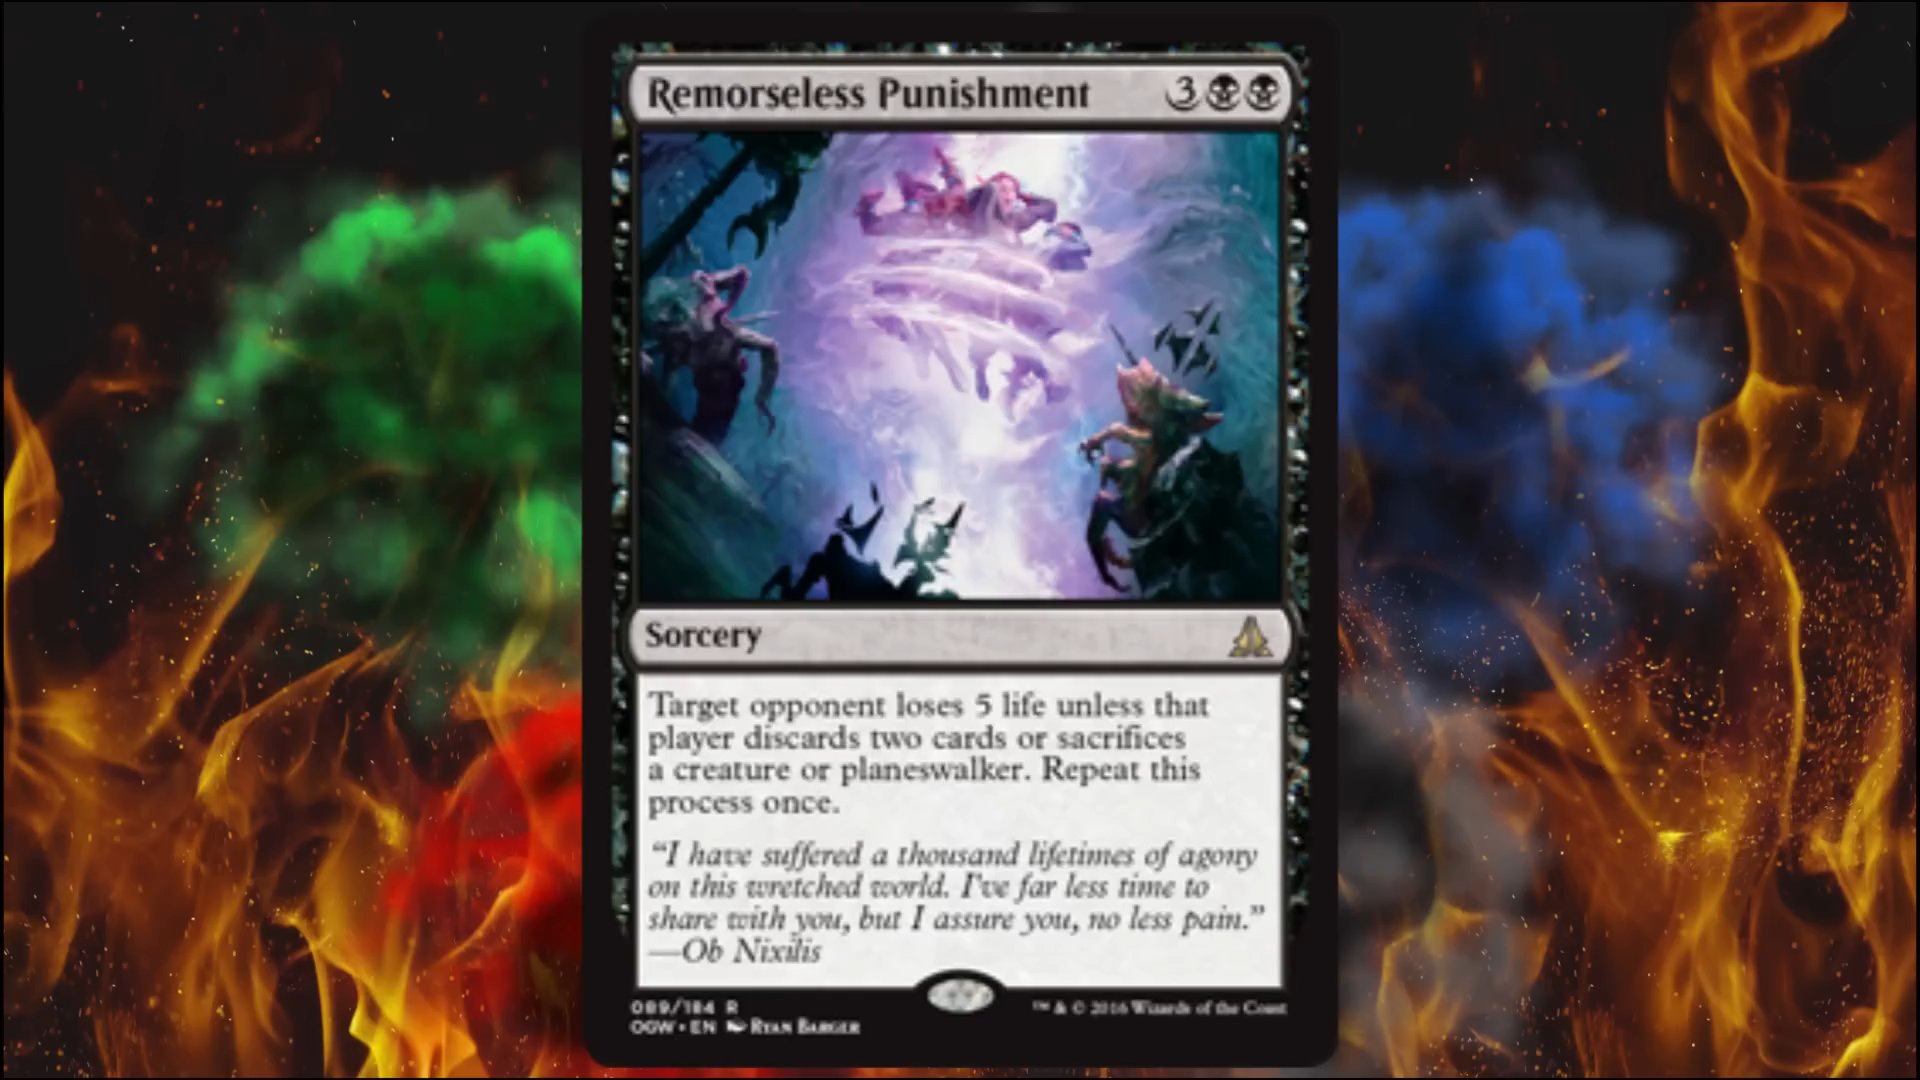 Remorseless Punishment 3
Sorcery
Target opponent loses 5 life unless that
player discards two cards or sacrifices
a creature or planeswalker. Repeat this
process once.
“I have suffered a thousand lifetimes of agony
on this wretched world. I've far less time to
share with you, but I assure you, no less pain.”
—Ob Nixilis
089/184 R
™ & © 2016 Wizards of the Coast
OGW • EN Ryan Barger